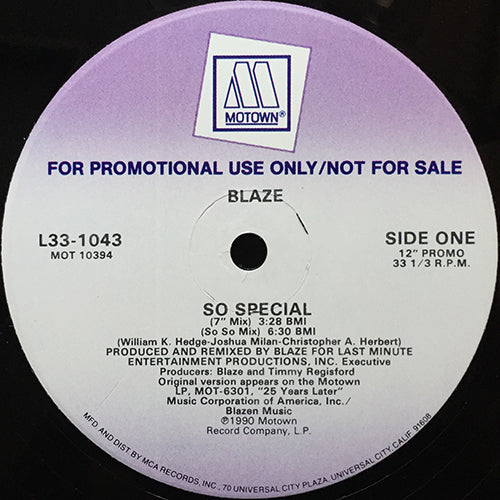 MOTOWN®
FOR PROMOTIONAL USE ONLY/NOT FOR SALE
BLAZE
L33-1043
MOT 10394
SIDE ONE
12" PROMO
33 1/3 R.P.M.
SO SPECIAL
(7" Mix) 3:28 BMI
(So So Mix) 6:30 BMI
(William K. Hedge-Joshua Milan-Christopher A. Herbert)
PRODUCED AND REMIXED BY BLAZE FOR LAST MINUTE
ENTERTAINMENT PRODUCTIONS, INC. Executive
Producers: Blaze and Timmy Regisford
Original version appears on the Motown
LP, MOT-6301, "25 Years Later"
Music Corporation of America, Inc./
Blazen Music
℗1990 Motown
Record Company, L.P.
MFD AND DIST BY MCA RECORDS, INC., 70 UNIVERSAL CITY PLAZA, UNIVERSAL CITY CALIF. 91608